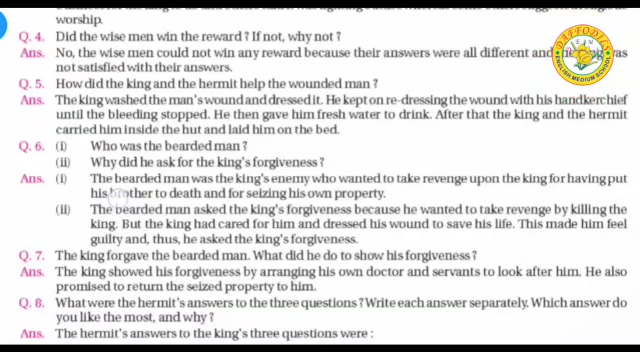 worship.
Q. 4. Did the wise men win the reward ? If not, why not ?
Ans. No, the wise men could not win any reward because their answers were all different and the king was
not satisfied with their answers.
Q. 5. How did the king and the hermit help the wounded man ?
Ans. The king washed the man's wound and dressed it. He kept on re-dressing the wound with his handkerchief
until the bleeding stopped. He then gave him fresh water to drink. After that the king and the hermit
carried him inside the hut and laid him on the bed.
Q. 6. (i) Who was the bearded man ?
(ii) Why did he ask for the king's forgiveness ?
Ans. (i) The bearded man was the king's enemy who wanted to take revenge upon the king for having put
his brother to death and for seizing his own property.
(ii) The bearded man asked the king's forgiveness because he wanted to take revenge by killing the
king. But the king had cared for him and dressed his wound to save his life. This made him feel
guilty and, thus, he asked the king's forgiveness.
Q. 7. The king forgave the bearded man. What did he do to show his forgiveness ?
Ans. The king showed his forgiveness by arranging his own doctor and servants to look after him. He also
promised to return the seized property to him.
Q. 8. What were the hermit's answers to the three questions ? Write each answer separately. Which answer do
you like the most, and why ?
Ans. The hermit's answers to the king's three questions were :
DAFFODILS
ENGLISH MEDIUM SCHOOL